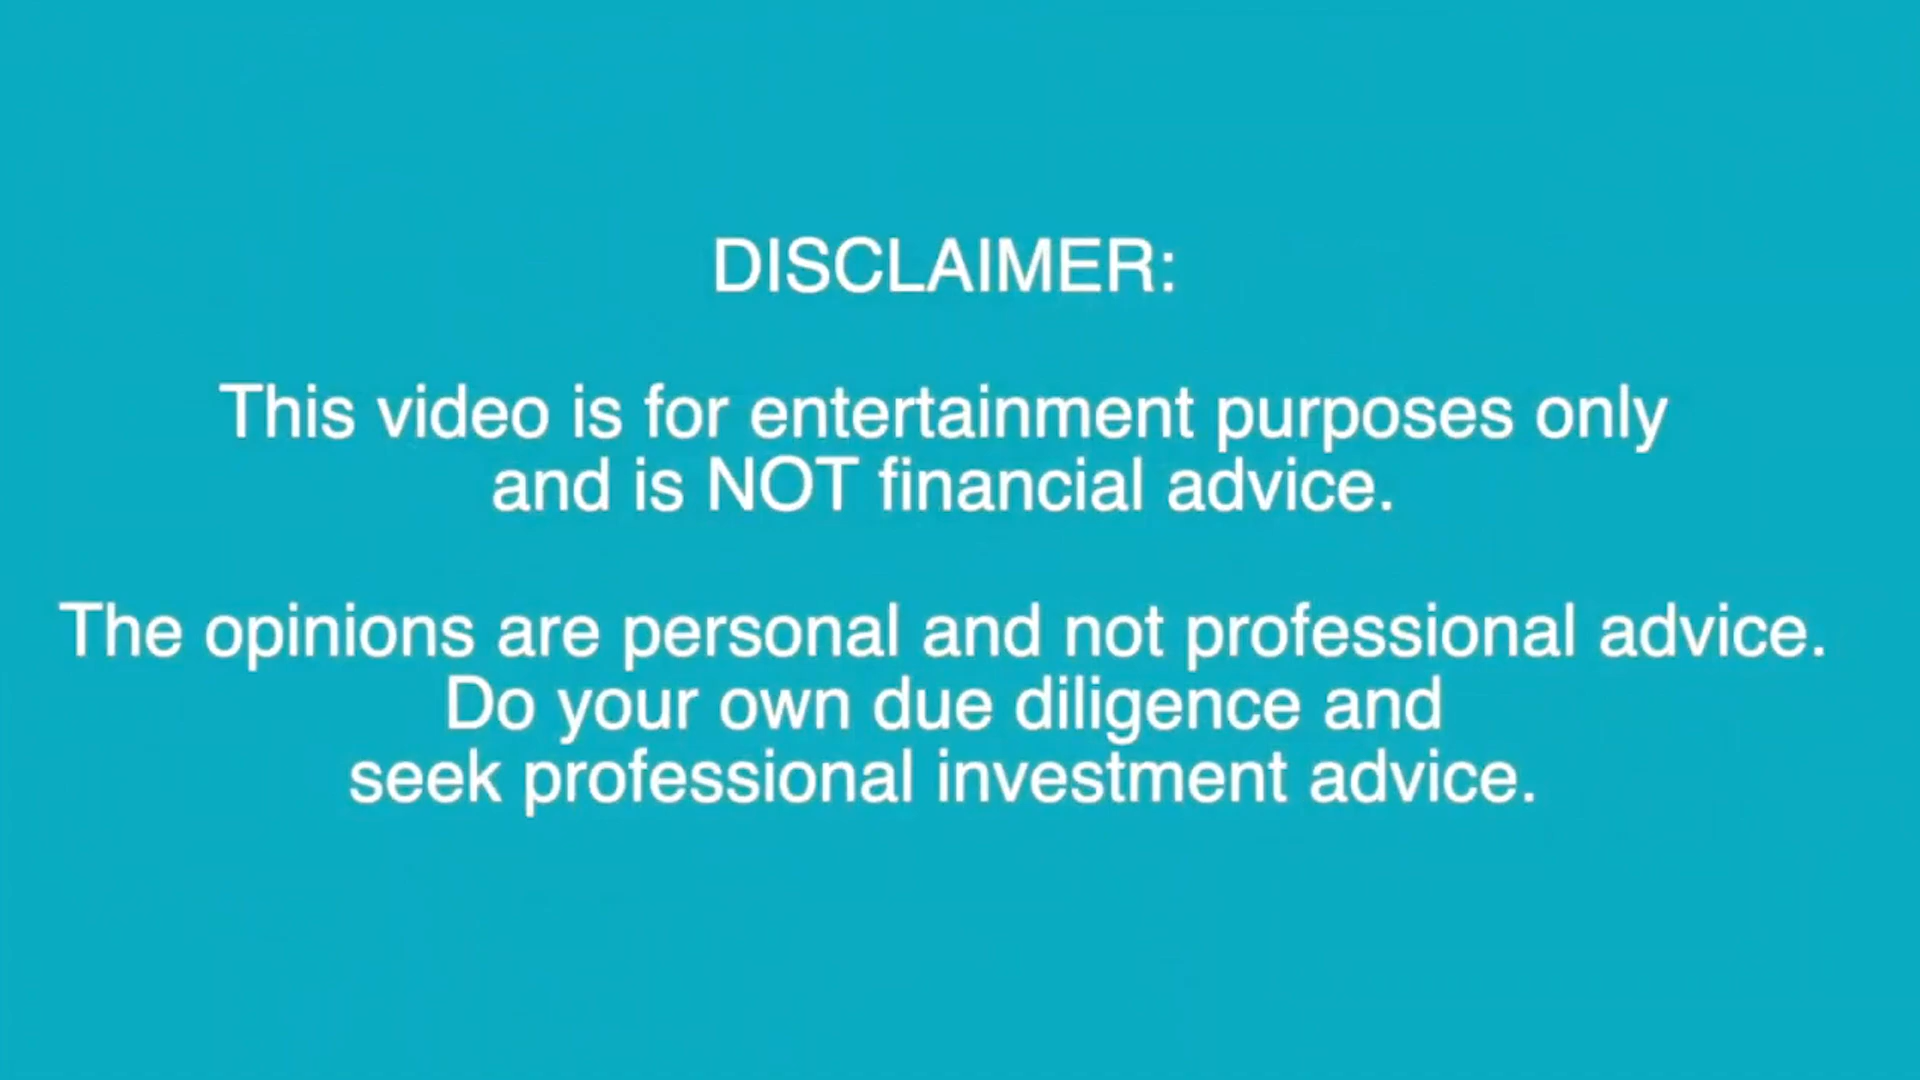 DISCLAIMER:
This video is for entertainment purposes only
and is NOT financial advice.
The opinions are personal and not professional advice.
Do your own due diligence and
seek professional investment advice.